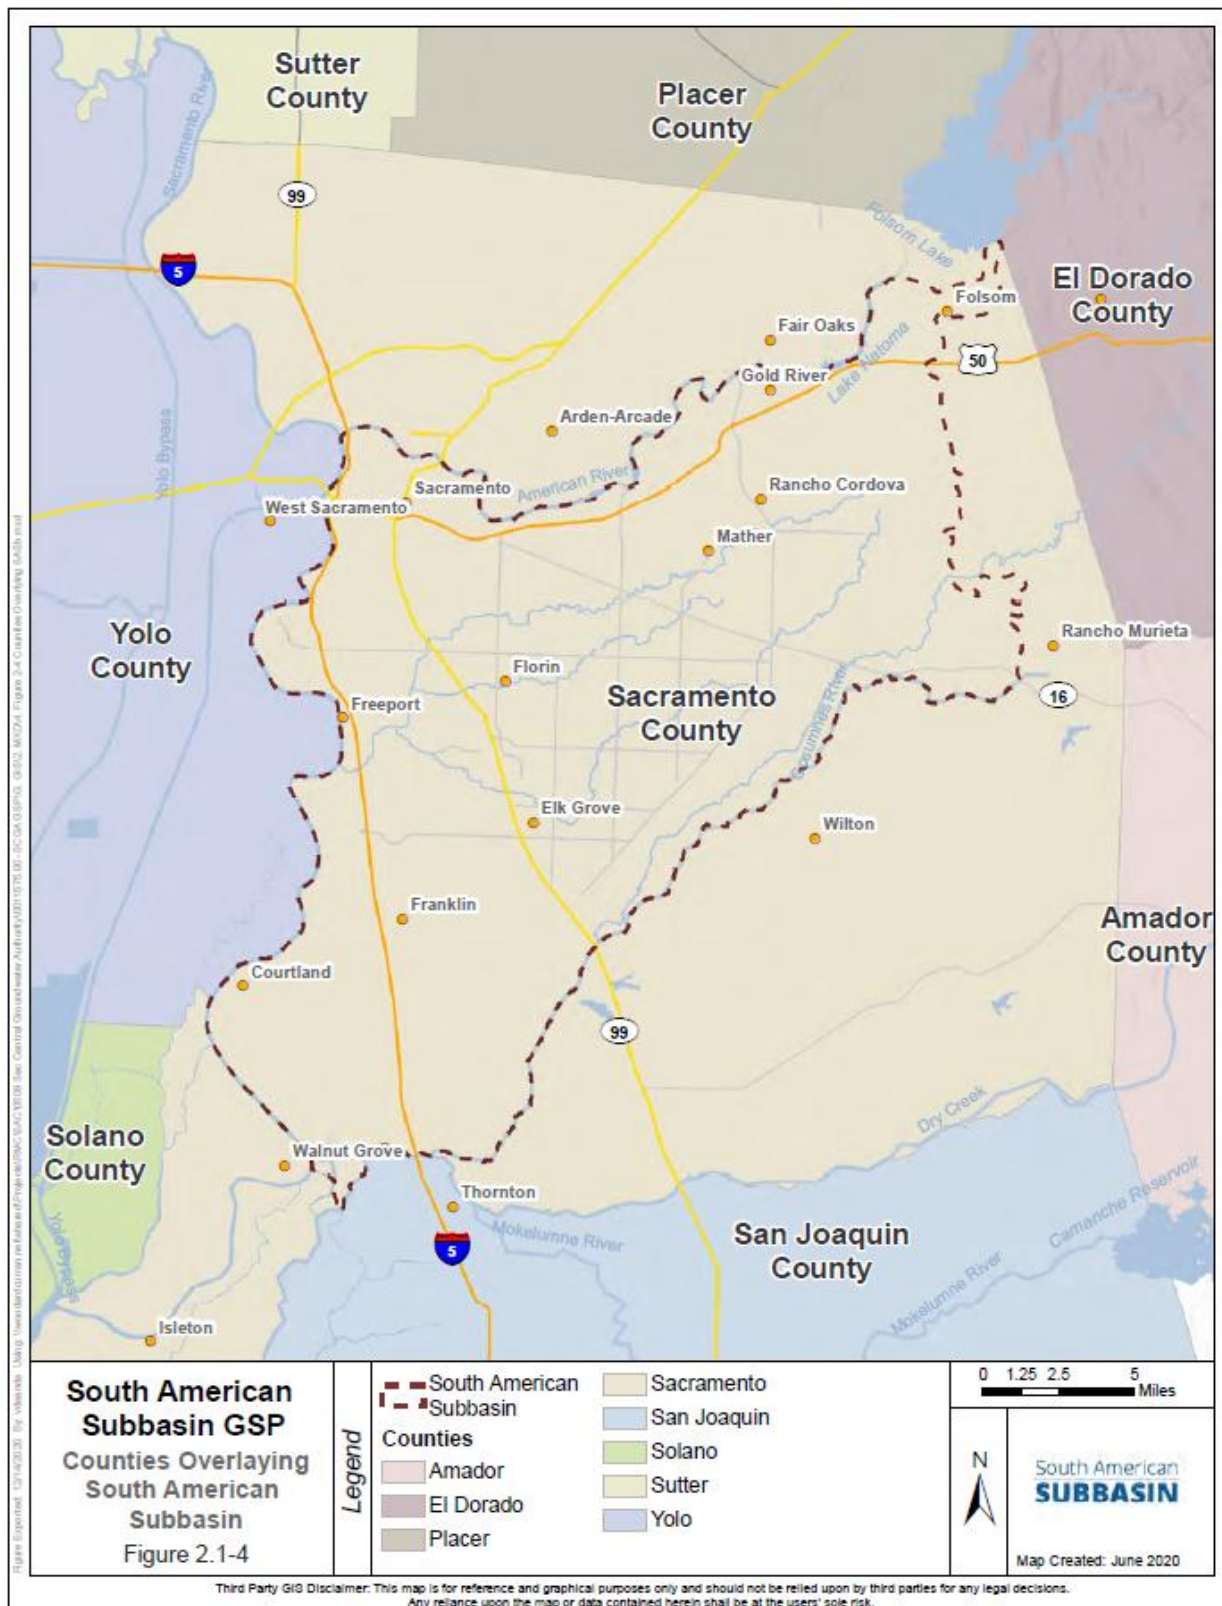 Sutter
County
Placer
County
Sacramento River
99
Folsom Lake
5
El Dorado
County
Folsom
Fair Oaks
50
Lake Natoma
Gold River
Arden-Arcade
Yolo Bypass
American River
Sacramento
Rancho Cordova
West Sacramento
Mather
Yolo
County
Rancho Murieta
Florin
Sacramento
County
16
Freeport
Cosumnes River
Elk Grove
Wilton
Franklin
Amador
County
Courtland
99
Dry Creek
Solano
County
Walnut Grove
Camanche Reservoir
Thornton
Yolo Bypass
Mokelumne River
San Joaquin
County
5
Mokelumne River
Isleton
South American
Subbasin GSP
Counties Overlaying
South American
Subbasin
Figure 2.1-4
Legend
South American
Subbasin
Counties
Amador
El Dorado
Placer
Sacramento
San Joaquin
Solano
Sutter
Yolo
0 1.25 2.5 5
Miles
N
South American
SUBBASIN
Map Created: June 2020
Third Party GIS Disclaimer: This map is for reference and graphical purposes only and should not be relied upon by third parties for any legal decisions.
Any reliance upon the map or data contained herein shall be at the users' sole risk.